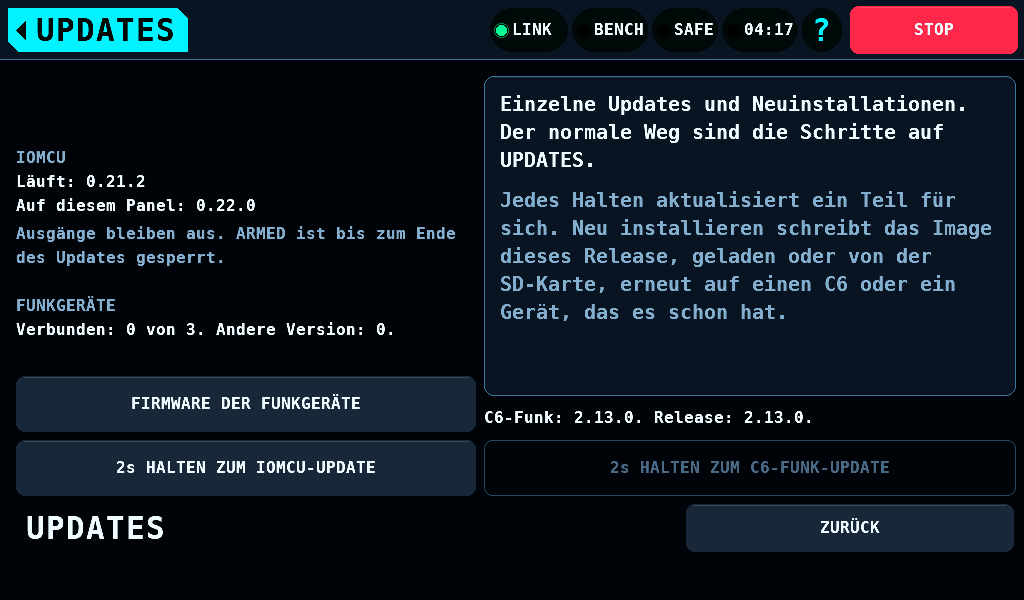 UPDATES
LINK
BENCH
SAFE
04:17
?
STOP
IOMCU
Läuft: 0.21.2
Auf diesem Panel: 0.22.0
Ausgänge bleiben aus. ARMED ist bis zum Ende
des Updates gesperrt.
FUNKGERÄTE
Verbunden: 0 von 3. Andere Version: 0.
FIRMWARE DER FUNKGERÄTE
2s HALTEN ZUM IOMCU-UPDATE
Einzelne Updates und Neuinstallationen.
Der normale Weg sind die Schritte auf
UPDATES.
Jedes Halten aktualisiert ein Teil für
sich. Neu installieren schreibt das Image
dieses Release, geladen oder von der
SD-Karte, erneut auf einen C6 oder ein
Gerät, das es schon hat.
C6-Funk: 2.13.0. Release: 2.13.0.
2s HALTEN ZUM C6-FUNK-UPDATE
UPDATES
ZURÜCK